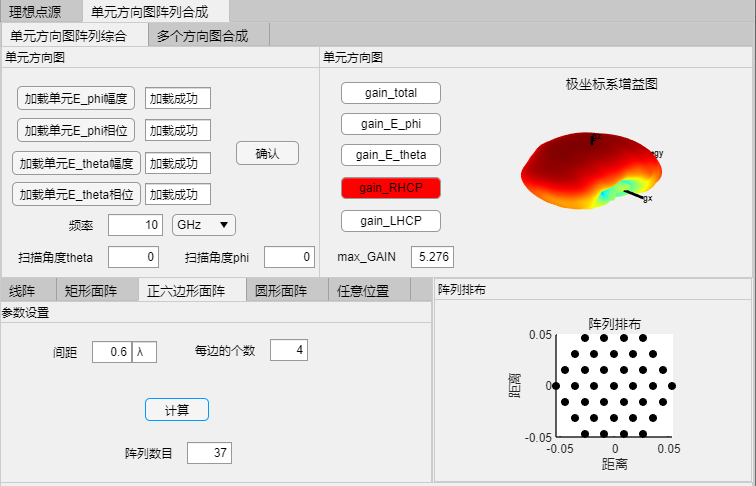 理想点源 单元方向图阵列合成
单元方向图阵列综合 多个方向图合成
单元方向图
加载单元E_phi幅度 加载成功
加载单元E_phi相位 加载成功
加载单元E_theta幅度 加载成功
加载单元E_theta相位 加载成功
确认
频率 10 GHz
扫描角度theta 0 扫描角度phi 0
单元方向图
gain_total
gain_E_phi
gain_E_theta
gain_RHCP
gain_LHCP
max_GAIN 5.276
极坐标系增益图
gz
gy
gx
线阵 矩形面阵 正六边形面阵 圆形面阵 任意位置
参数设置
间距 0.6 λ 每边的个数 4
计算
阵列数目 37
阵列排布
阵列排布
0.05
0
-0.05
距离
-0.05 0 0.05
距离